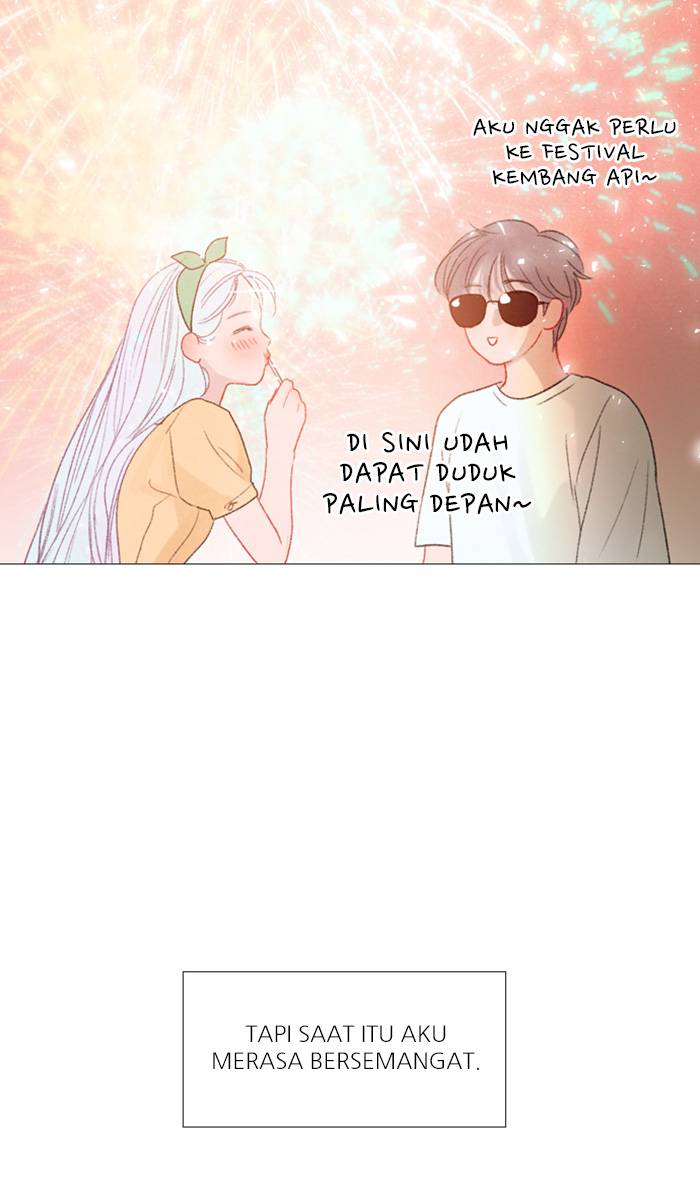 AKU NGGAK PERLU
KE FESTIVAL
KEMBANG API~
DI SINI UDAH
DAPAT DUDUK
PALING DEPAN~
TAPI SAAT ITU AKU
MERASA BERSEMANGAT.